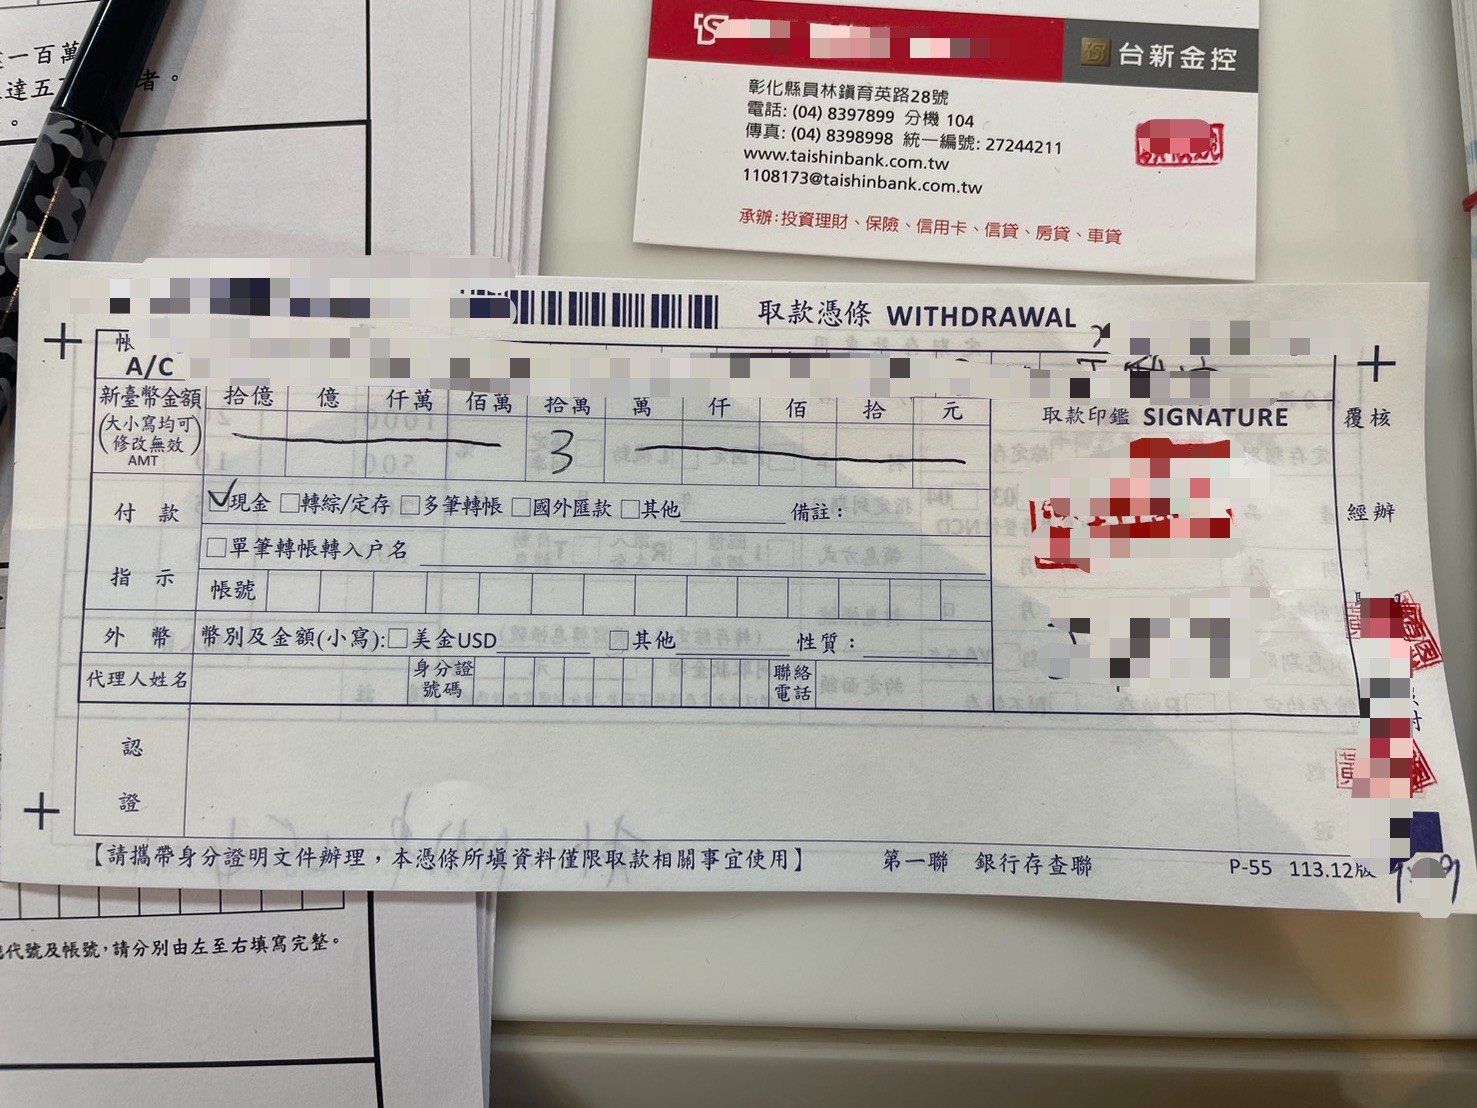 一百萬
達五
者。
。
台新金控
彰化縣員林鎮育英路28號
電話: (04) 8397899 分機 104
傳真: (04) 8398998 統一編號: 27244211
www.taishinbank.com.tw
1108173@taishinbank.com.tw
承辦:投資理財、保險、信用卡、信貸、房貸、車貸
取款憑條 WITHDRAWAL
帳
A/C
新臺幣金額 拾億 億 仟萬 佰萬 拾萬 萬 仟 佰 拾 元
(大小寫均可修改無效)
AMT
3
取款印鑑 SIGNATURE
覆核
付款指示
✓現金 □轉綜/定存 □多筆轉帳 □國外匯款 □其他 備註:
經辦
□單筆轉帳轉入戶名
帳號
外幣 幣別及金額(小寫):□美金USD □其他 性質:
代理人姓名 身分證號碼 聯絡電話
認證
【請攜帶身分證明文件辦理,本憑條所填資料僅限取款相關事宜使用】 第一聯 銀行存查聯 P-55 113.12版
代號及帳號,請分別由左至右填寫完整。